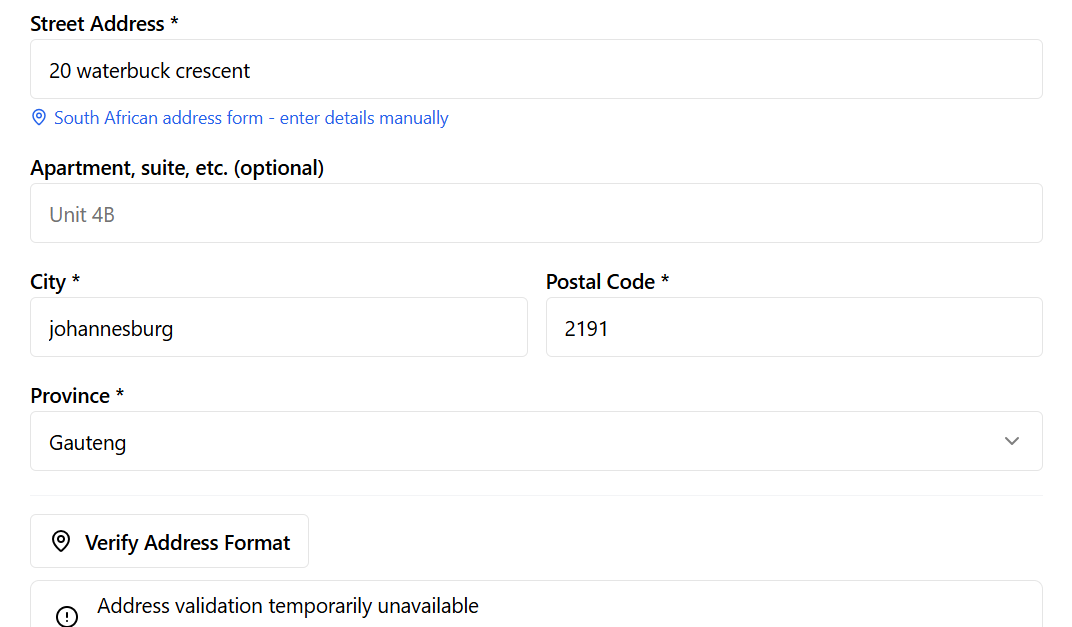 Street Address *
20 waterbuck crescent
South African address form - enter details manually
Apartment, suite, etc. (optional)
Unit 4B
City *
Postal Code *
johannesburg
2191
Province *
Gauteng
Verify Address Format
Address validation temporarily unavailable